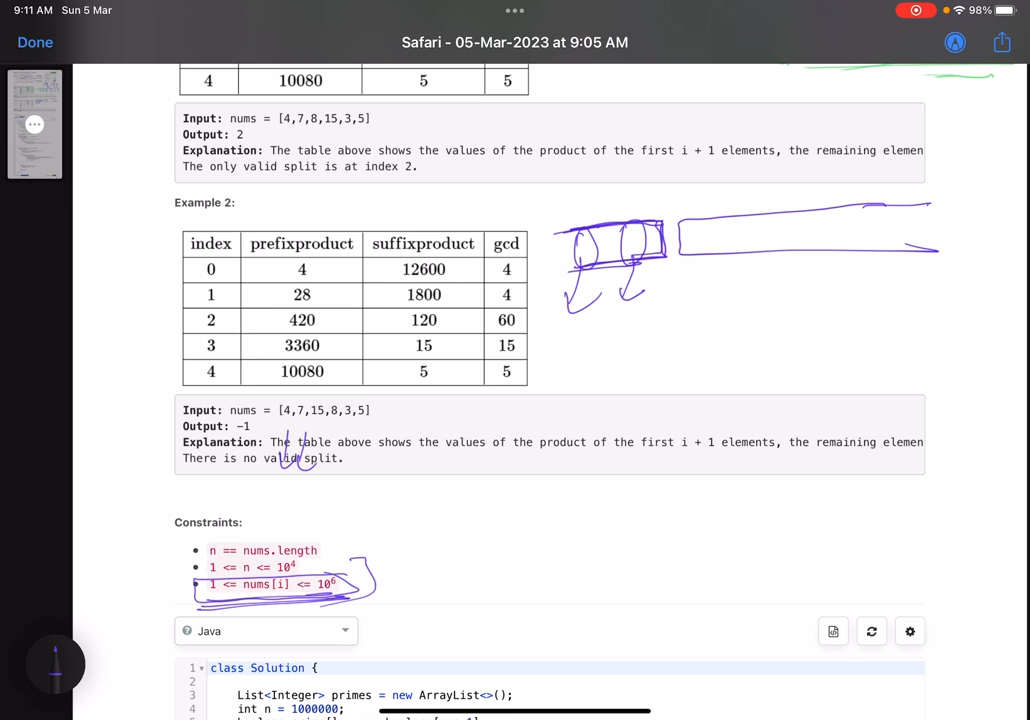 9:11 AM Sun 5 Mar
98%
Done
Safari - 05-Mar-2023 at 9:05 AM
4 10080 5 5
Input: nums = [4,7,8,15,3,5]
Output: 2
Explanation: The table above shows the values of the product of the first i + 1 elements, the remaining elemen
The only valid split is at index 2.
Example 2:
index prefixproduct suffixproduct gcd
0 4 12600 4
1 28 1800 4
2 420 120 60
3 3360 15 15
4 10080 5 5
Input: nums = [4,7,15,8,3,5]
Output: -1
Explanation: The table above shows the values of the product of the first i + 1 elements, the remaining elemen
There is no valid split.
Constraints:
• n == nums.length
• 1 <= n <= 10⁴
• 1 <= nums[i] <= 10⁶
Java
1 class Solution {
2
3 List<Integer> primes = new ArrayList<>();
4 int n = 1000000;